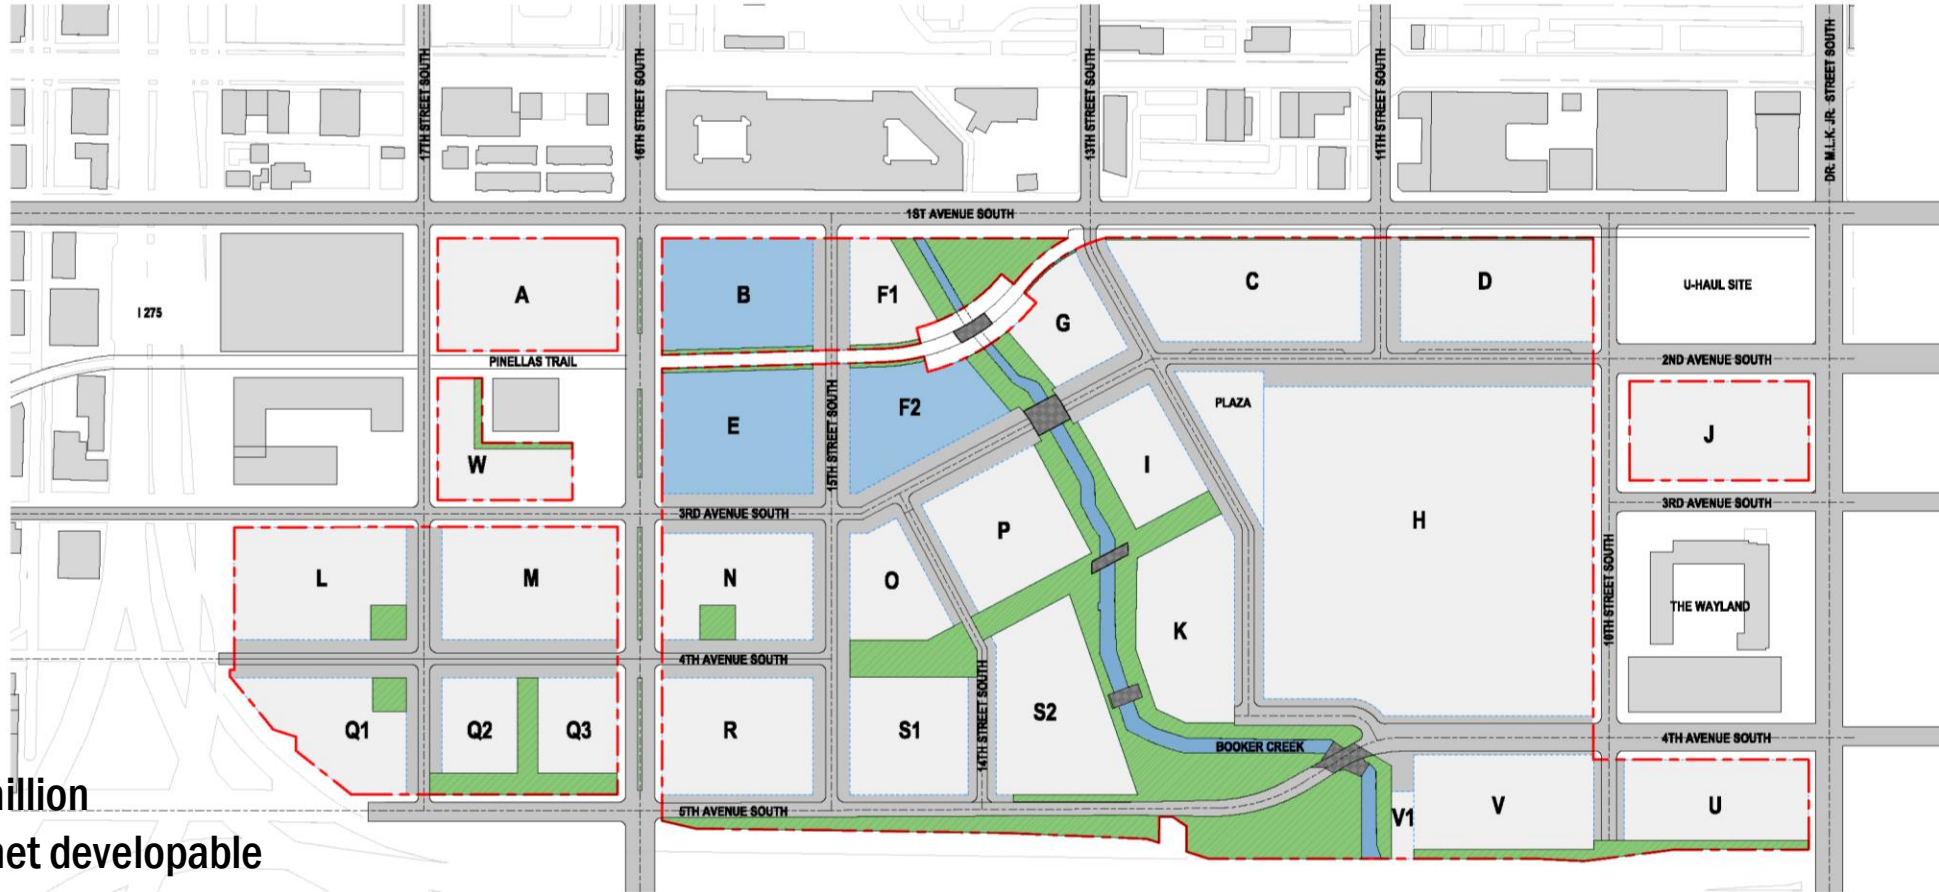 17TH STREET SOUTH
16TH STREET SOUTH
13TH STREET SOUTH
11TH STREET SOUTH
DR. M.L.K. JR. STREET SOUTH
1ST AVENUE SOUTH
I 275
A
B
F1
G
C
D
U-HAUL SITE
PINELLAS TRAIL
2ND AVENUE SOUTH
W
E
15TH STREET SOUTH
F2
I
PLAZA
H
J
3RD AVENUE SOUTH
3RD AVENUE SOUTH
L
M
N
O
P
K
10TH STREET SOUTH
THE WAYLAND
4TH AVENUE SOUTH
Q1
Q2
Q3
R
S1
14TH STREET SOUTH
S2
BOOKER CREEK
4TH AVENUE SOUTH
5TH AVENUE SOUTH
V1
V
U
illion
net developable